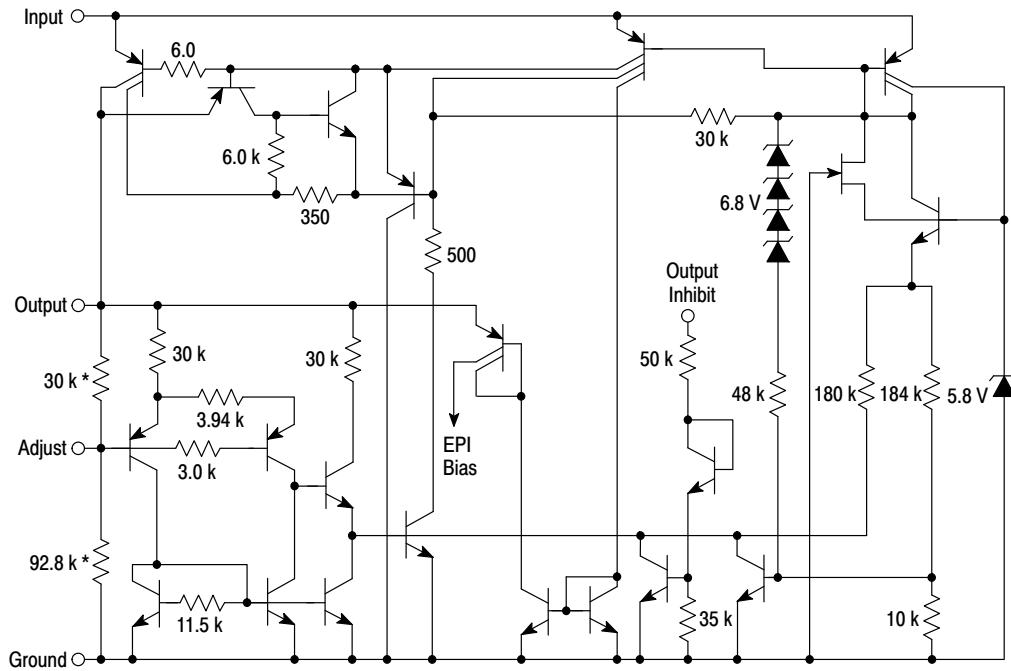 Input
6.0
30 k
6.0 k
350
6.8 V
500
Output
Output
Inhibit
30 k
30 k
50 k
30 k *
3.94 k
48 k
180 k
184 k
5.8 V
EPI
Bias
Adjust
3.0 k
92.8 k *
11.5 k
35 k
10 k
Ground